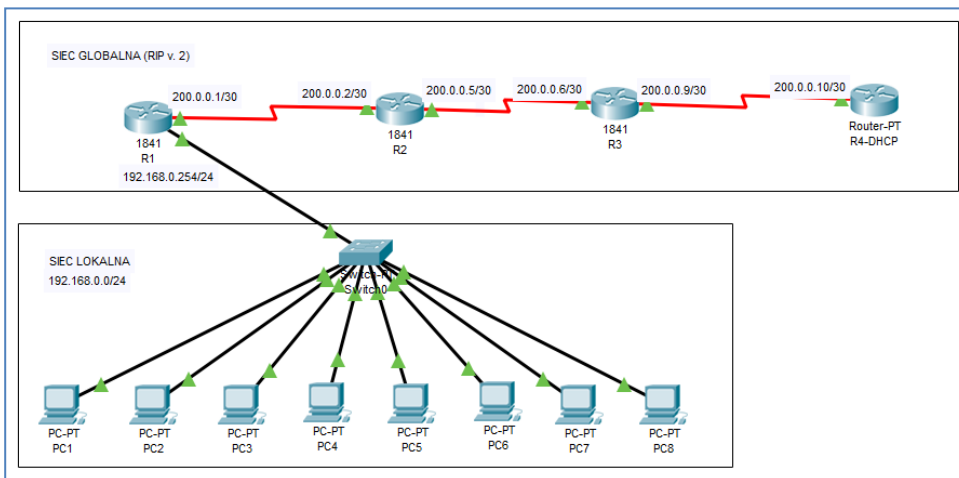 SIEC GLOBALNA (RIP v. 2)
200.0.0.1/30
200.0.0.2/30
200.0.0.5/30
200.0.0.6/30
200.0.0.9/30
200.0.0.10/30
1841
R1
1841
R2
1841
R3
Router-PT
R4-DHCP
192.168.0.254/24
SIEC LOKALNA
192.168.0.0/24
Switch-PT
Switch0
PC-PT
PC1
PC-PT
PC2
PC-PT
PC3
PC-PT
PC4
PC-PT
PC5
PC-PT
PC6
PC-PT
PC7
PC-PT
PC8